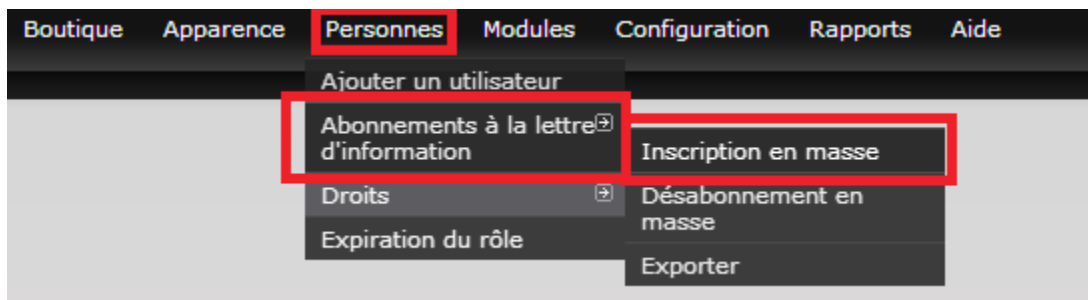 Boutique Apparence Personnes Modules Configuration Rapports Aide
Ajouter un utilisateur
Abonnements à la lettre
d'information
Inscription en masse
Droits
Désabonnement en
masse
Expiration du rôle
Exporter